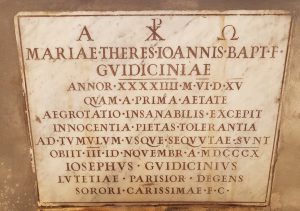 Α ☧ Ω
MARIAE·THERES·IOANNIS·BAPT·F·
GVIDICINIAE
ANNOR·XXXXIIII·M·VI·D·XV
QVAM·A·PRIMA·AETATE
AEGROTATIO·INSANABILIS·EXCEPIT
INNOCENTIA·PIETAS·TOLERANTIA
AD·TVMVLVM·VSQVE·SEQVVTAE·SVNT
OBIIT·III·ID·NOVEMBR·A·MDCCCX
IOSEPHVS·GVIDICINIVS
LVTETIAE·PARISIOR·DEGENS
SORORI·CARISSIMAE·F·C·